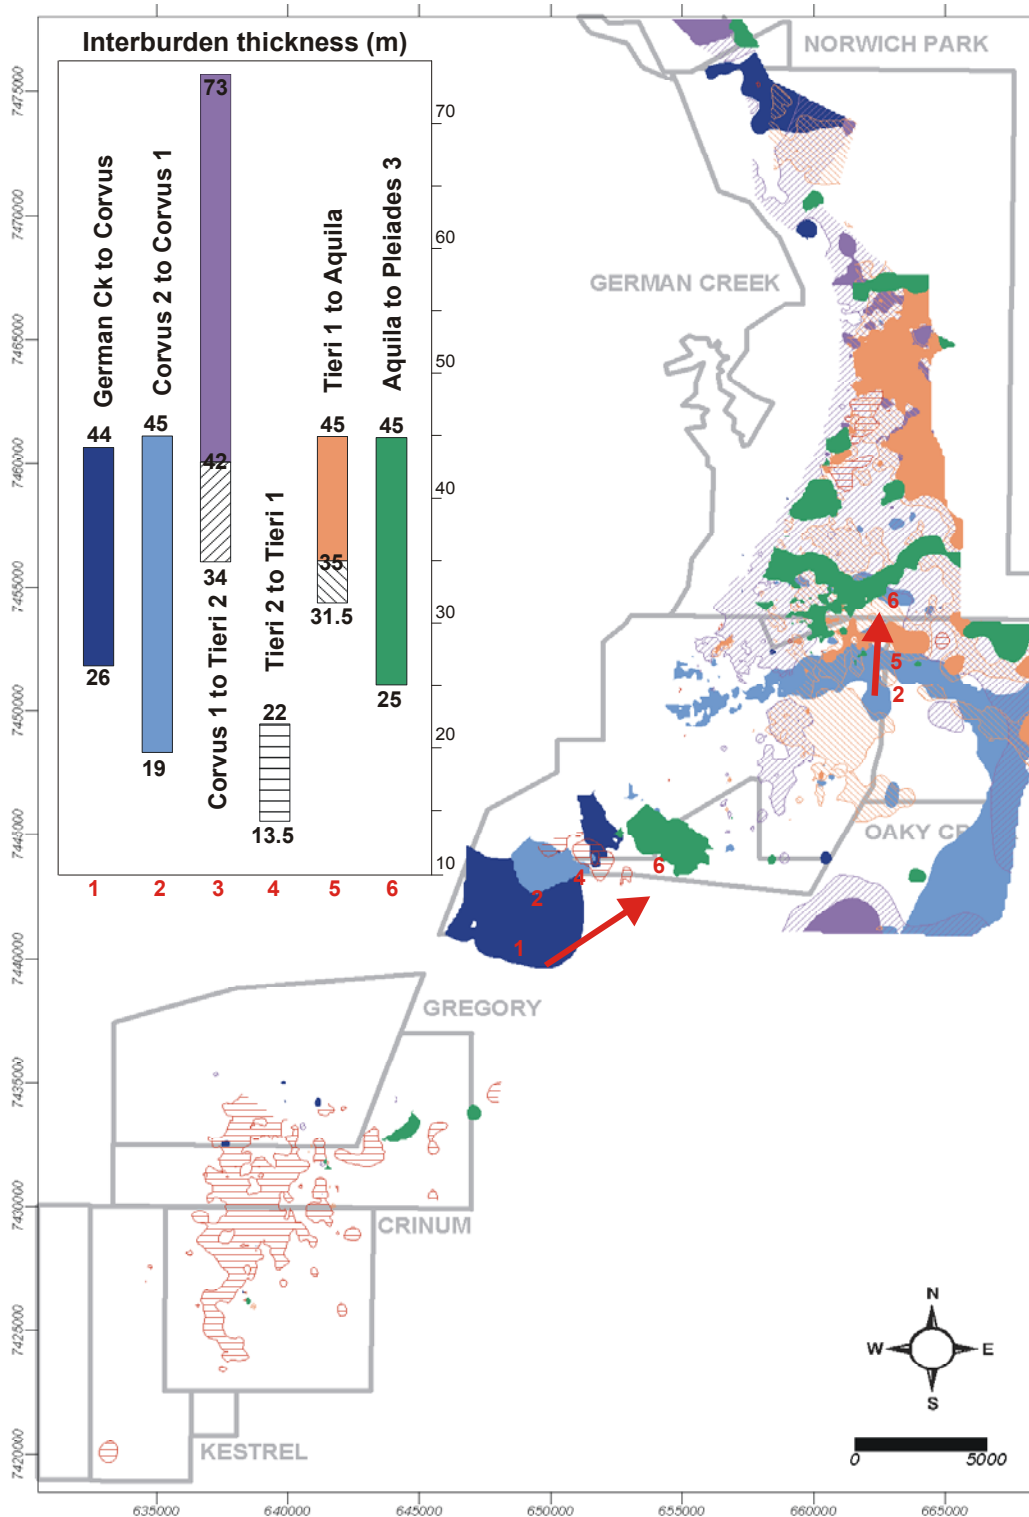 Interburden thickness (m)
NORWICH PARK
GERMAN CREEK
OAKY CR
GREGORY
CRINUM
KESTREL
German Ck to Corvus
Corvus 2 to Corvus 1
Corvus 1 to Tieri 2
Tieri 2 to Tieri 1
Tieri 1 to Aquila
Aquila to Pleiades 3
44
26
45
19
73
42
34
22
13.5
45
35
31.5
45
25
70
60
50
40
30
20
10
1 2 3 4 5 6
6
5
2
6
4
2
1
7475000
7470000
7465000
7460000
7455000
7450000
7445000
7440000
7435000
7430000
7425000
7420000
635000 640000 645000 650000 655000 660000 665000
N
W E
S
0 5000